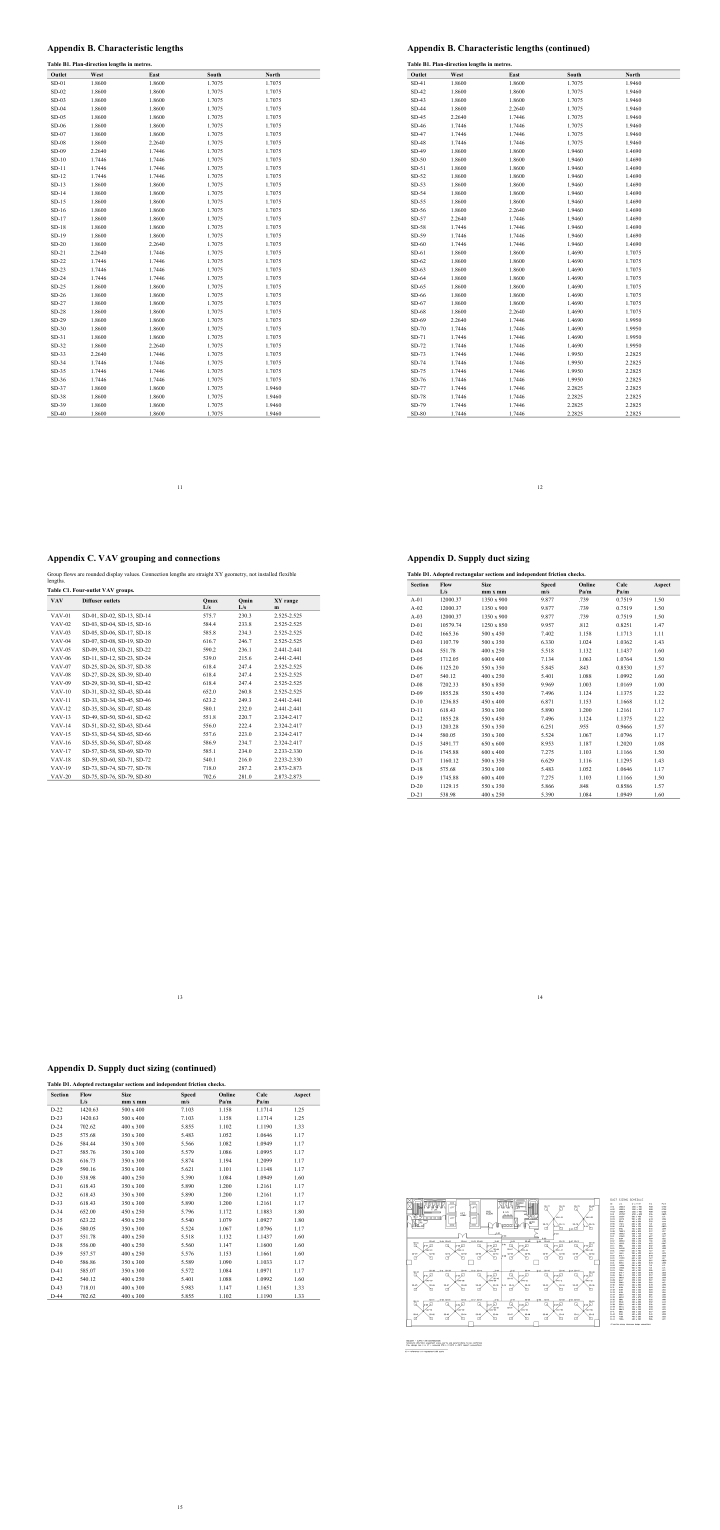 Appendix B. Characteristic lengths
Table B1. Plan-direction lengths in metres.
Outlet West East South North
SD-01 1.8600 1.8600 1.7075 1.7075
SD-02 1.8600 1.8600 1.7075 1.7075
SD-03 1.8600 1.8600 1.7075 1.7075
SD-04 1.8600 1.8600 1.7075 1.7075
SD-05 1.8600 1.8600 1.7075 1.7075
SD-06 1.8600 1.8600 1.7075 1.7075
SD-07 1.8600 1.8600 1.7075 1.7075
SD-08 1.8600 2.2640 1.7075 1.7075
SD-09 2.2640 1.7446 1.7075 1.7075
SD-10 1.7446 1.7446 1.7075 1.7075
SD-11 1.7446 1.7446 1.7075 1.7075
SD-12 1.7446 1.7446 1.7075 1.7075
SD-13 1.8600 1.8600 1.7075 1.7075
SD-14 1.8600 1.8600 1.7075 1.7075
SD-15 1.8600 1.8600 1.7075 1.7075
SD-16 1.8600 1.8600 1.7075 1.7075
SD-17 1.8600 1.8600 1.7075 1.7075
SD-18 1.8600 1.8600 1.7075 1.7075
SD-19 1.8600 1.8600 1.7075 1.7075
SD-20 1.8600 2.2640 1.7075 1.7075
SD-21 2.2640 1.7446 1.7075 1.7075
SD-22 1.7446 1.7446 1.7075 1.7075
SD-23 1.7446 1.7446 1.7075 1.7075
SD-24 1.7446 1.7446 1.7075 1.7075
SD-25 1.8600 1.8600 1.7075 1.7075
SD-26 1.8600 1.8600 1.7075 1.7075
SD-27 1.8600 1.8600 1.7075 1.7075
SD-28 1.8600 1.8600 1.7075 1.7075
SD-29 1.8600 1.8600 1.7075 1.7075
SD-30 1.8600 1.8600 1.7075 1.7075
SD-31 1.8600 1.8600 1.7075 1.7075
SD-32 1.8600 2.2640 1.7075 1.7075
SD-33 2.2640 1.7446 1.7075 1.7075
SD-34 1.7446 1.7446 1.7075 1.7075
SD-35 1.7446 1.7446 1.7075 1.7075
SD-36 1.7446 1.7446 1.7075 1.7075
SD-37 1.8600 1.8600 1.7075 1.9460
SD-38 1.8600 1.8600 1.7075 1.9460
SD-39 1.8600 1.8600 1.7075 1.9460
SD-40 1.8600 1.8600 1.7075 1.9460
11
Appendix B. Characteristic lengths (continued)
Table B1. Plan-direction lengths in metres.
Outlet West East South North
SD-41 1.8600 1.8600 1.7075 1.9460
SD-42 1.8600 1.8600 1.7075 1.9460
SD-43 1.8600 1.8600 1.7075 1.9460
SD-44 1.8600 2.2640 1.7075 1.9460
SD-45 2.2640 1.7446 1.7075 1.9460
SD-46 1.7446 1.7446 1.7075 1.9460
SD-47 1.7446 1.7446 1.7075 1.9460
SD-48 1.7446 1.7446 1.7075 1.9460
SD-49 1.8600 1.8600 1.9460 1.4690
SD-50 1.8600 1.8600 1.9460 1.4690
SD-51 1.8600 1.8600 1.9460 1.4690
SD-52 1.8600 1.8600 1.9460 1.4690
SD-53 1.8600 1.8600 1.9460 1.4690
SD-54 1.8600 1.8600 1.9460 1.4690
SD-55 1.8600 1.8600 1.9460 1.4690
SD-56 1.8600 2.2640 1.9460 1.4690
SD-57 2.2640 1.7446 1.9460 1.4690
SD-58 1.7446 1.7446 1.9460 1.4690
SD-59 1.7446 1.7446 1.9460 1.4690
SD-60 1.7446 1.7446 1.9460 1.4690
SD-61 1.8600 1.8600 1.4690 1.7075
SD-62 1.8600 1.8600 1.4690 1.7075
SD-63 1.8600 1.8600 1.4690 1.7075
SD-64 1.8600 1.8600 1.4690 1.7075
SD-65 1.8600 1.8600 1.4690 1.7075
SD-66 1.8600 1.8600 1.4690 1.7075
SD-67 1.8600 1.8600 1.4690 1.7075
SD-68 1.8600 2.2640 1.4690 1.7075
SD-69 2.2640 1.7446 1.4690 1.9950
SD-70 1.7446 1.7446 1.4690 1.9950
SD-71 1.7446 1.7446 1.4690 1.9950
SD-72 1.7446 1.7446 1.4690 1.9950
SD-73 1.7446 1.7446 1.9950 2.2825
SD-74 1.7446 1.7446 1.9950 2.2825
SD-75 1.7446 1.7446 1.9950 2.2825
SD-76 1.7446 1.7446 1.9950 2.2825
SD-77 1.7446 1.7446 2.2825 2.2825
SD-78 1.7446 1.7446 2.2825 2.2825
SD-79 1.7446 1.7446 2.2825 2.2825
SD-80 1.7446 1.7446 2.2825 2.2825
12
Appendix C. VAV grouping and connections
Group flows are rounded display values. Connection lengths are straight XY geometry, not installed flexible
lengths.
Table C1. Four-outlet VAV groups.
VAV Diffuser outlets Qmax Qmin XY range
L/s L/s m
VAV-01 SD-01, SD-02, SD-13, SD-14 575.7 230.3 2.525-2.525
VAV-02 SD-03, SD-04, SD-15, SD-16 584.4 233.8 2.525-2.525
VAV-03 SD-05, SD-06, SD-17, SD-18 585.8 234.3 2.525-2.525
VAV-04 SD-07, SD-08, SD-19, SD-20 616.7 246.7 2.525-2.525
VAV-05 SD-09, SD-10, SD-21, SD-22 590.2 236.1 2.441-2.441
VAV-06 SD-11, SD-12, SD-23, SD-24 539.0 215.6 2.441-2.441
VAV-07 SD-25, SD-26, SD-37, SD-38 618.4 247.4 2.525-2.525
VAV-08 SD-27, SD-28, SD-39, SD-40 618.4 247.4 2.525-2.525
VAV-09 SD-29, SD-30, SD-41, SD-42 618.4 247.4 2.525-2.525
VAV-10 SD-31, SD-32, SD-43, SD-44 652.0 260.8 2.525-2.525
VAV-11 SD-33, SD-34, SD-45, SD-46 623.2 249.3 2.441-2.441
VAV-12 SD-35, SD-36, SD-47, SD-48 580.1 232.0 2.441-2.441
VAV-13 SD-49, SD-50, SD-61, SD-62 551.8 220.7 2.324-2.417
VAV-14 SD-51, SD-52, SD-63, SD-64 556.0 222.4 2.324-2.417
VAV-15 SD-53, SD-54, SD-65, SD-66 557.6 223.0 2.324-2.417
VAV-16 SD-55, SD-56, SD-67, SD-68 586.9 234.7 2.324-2.417
VAV-17 SD-57, SD-58, SD-69, SD-70 585.1 234.0 2.233-2.330
VAV-18 SD-59, SD-60, SD-71, SD-72 540.1 216.0 2.233-2.330
VAV-19 SD-73, SD-74, SD-77, SD-78 718.0 287.2 2.873-2.873
VAV-20 SD-75, SD-76, SD-79, SD-80 702.6 281.0 2.873-2.873
13
Appendix D. Supply duct sizing
Table D1. Adopted rectangular sections and independent friction checks.
Section Flow Size Speed Online Calc Aspect
L/s mm x mm m/s Pa/m Pa/m
A-01 12000.37 1350 x 900 9.877 .739 0.7519 1.50
A-02 12000.37 1350 x 900 9.877 .739 0.7519 1.50
A-03 12000.37 1350 x 900 9.877 .739 0.7519 1.50
D-01 10579.74 1250 x 850 9.957 .812 0.8251 1.47
D-02 1665.36 500 x 450 7.402 1.158 1.1713 1.11
D-03 1107.79 500 x 350 6.330 1.024 1.0362 1.43
D-04 551.78 400 x 250 5.518 1.132 1.1437 1.60
D-05 1712.05 600 x 400 7.134 1.063 1.0764 1.50
D-06 1125.20 550 x 350 5.845 .843 0.8530 1.57
D-07 540.12 400 x 250 5.401 1.088 1.0992 1.60
D-08 7202.33 850 x 850 9.969 1.003 1.0169 1.00
D-09 1855.28 550 x 450 7.496 1.124 1.1375 1.22
D-10 1236.85 450 x 400 6.871 1.153 1.1668 1.12
D-11 618.43 350 x 300 5.890 1.200 1.2161 1.17
D-12 1855.28 550 x 450 7.496 1.124 1.1375 1.22
D-13 1203.28 550 x 350 6.251 .955 0.9666 1.57
D-14 580.05 350 x 300 5.524 1.067 1.0796 1.17
D-15 3491.77 650 x 600 8.953 1.187 1.2020 1.08
D-16 1745.88 600 x 400 7.275 1.103 1.1166 1.50
D-17 1160.12 500 x 350 6.629 1.116 1.1295 1.43
D-18 575.68 350 x 300 5.483 1.052 1.0646 1.17
D-19 1745.88 600 x 400 7.275 1.103 1.1166 1.50
D-20 1129.15 550 x 350 5.866 .848 0.8586 1.57
D-21 538.98 400 x 250 5.390 1.084 1.0949 1.60
14
Appendix D. Supply duct sizing (continued)
Table D1. Adopted rectangular sections and independent friction checks.
Section Flow Size Speed Online Calc Aspect
L/s mm x mm m/s Pa/m Pa/m
D-22 1420.63 500 x 400 7.103 1.158 1.1714 1.25
D-23 1420.63 500 x 400 7.103 1.158 1.1714 1.25
D-24 702.62 400 x 300 5.855 1.102 1.1190 1.33
D-25 575.68 350 x 300 5.483 1.052 1.0646 1.17
D-26 584.44 350 x 300 5.566 1.082 1.0949 1.17
D-27 585.76 350 x 300 5.579 1.086 1.0995 1.17
D-28 616.73 350 x 300 5.874 1.194 1.2099 1.17
D-29 590.16 350 x 300 5.621 1.101 1.1148 1.17
D-30 538.98 400 x 250 5.390 1.084 1.0949 1.60
D-31 618.43 350 x 300 5.890 1.200 1.2161 1.17
D-32 618.43 350 x 300 5.890 1.200 1.2161 1.17
D-33 618.43 350 x 300 5.890 1.200 1.2161 1.17
D-34 652.00 450 x 250 5.796 1.172 1.1883 1.80
D-35 623.22 450 x 250 5.540 1.079 1.0927 1.80
D-36 580.05 350 x 300 5.524 1.067 1.0796 1.17
D-37 551.78 400 x 250 5.518 1.132 1.1437 1.60
D-38 556.00 400 x 250 5.560 1.147 1.1600 1.60
D-39 557.57 400 x 250 5.576 1.153 1.1661 1.60
D-40 586.86 350 x 300 5.589 1.090 1.1033 1.17
D-41 585.07 350 x 300 5.572 1.084 1.0971 1.17
D-42 540.12 400 x 250 5.401 1.088 1.0992 1.60
D-43 718.01 400 x 300 5.983 1.147 1.1651 1.33
D-44 702.62 400 x 300 5.855 1.102 1.1190 1.33
15
DUCT SIZING SCHEDULE